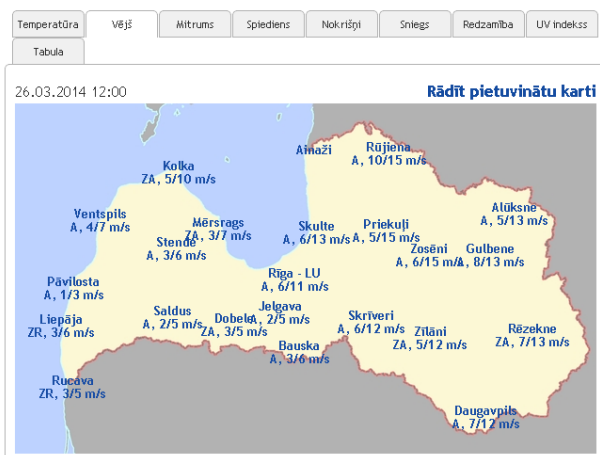 Temperatūra Vējš Mitrums Spiediens Nokrišņi Sniegs Redzamība UV indekss
Tabula
26.03.2014 12:00 Rādīt pietuvinātu karti
Ainaži
Rūjiena
A, 10/15 m/s
Kolka
ZA, 5/10 m/s
Alūksne
A, 5/13 m/s
Ventspils
A, 4/7 m/s
Mērsrags
ZA, 3/7 m/s
Skulte
A, 6/13 m/s
Priekuļi
A, 5/15 m/s
Stende
A, 3/6 m/s
Zosēni
A, 6/15 m/s
Gulbene
A, 8/13 m/s
Rīga - LU
A, 6/11 m/s
Pāvilosta
A, 1/3 m/s
Liepāja
ZR, 3/6 m/s
Saldus
A, 2/5 m/s
Dobele
ZA, 3/5 m/s
Jelgava
A, 2/5 m/s
Skrīveri
A, 6/12 m/s
Zīlāni
ZA, 5/12 m/s
Rēzekne
ZA, 7/13 m/s
Bauska
A, 3/6 m/s
Rucava
ZR, 3/5 m/s
Daugavpils
A, 7/12 m/s